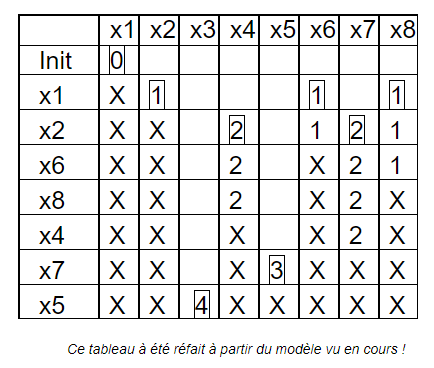 x1 x2 x3 x4 x5 x6 x7 x8
Init 0
x1 X 1 1 1
x2 X X 2 1 2 1
x6 X X 2 X 2 1
x8 X X 2 X 2 X
x4 X X X X 2 X
x7 X X X 3 X X X
x5 X X 4 X X X X X
Ce tableau à été réfait à partir du modèle vu en cours !